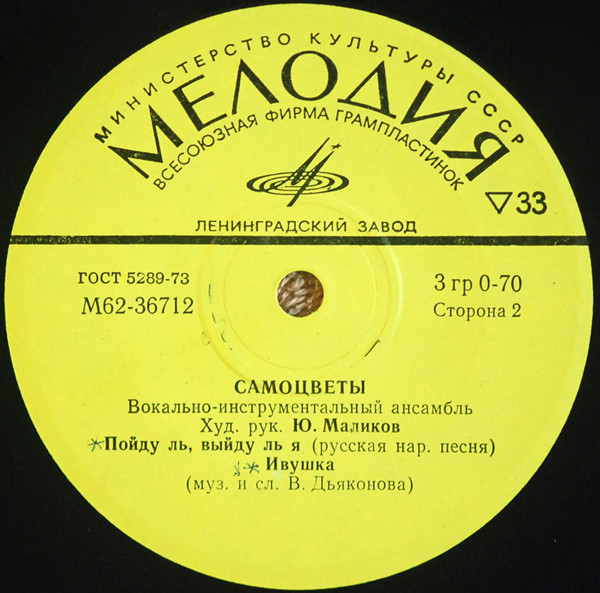 МИНИСТЕРСТВО КУЛЬТУРЫ СССР
МЕЛОДИЯ
ВСЕСОЮЗНАЯ ФИРМА ГРАМПЛАСТИНОК
33
ЛЕНИНГРАДСКИЙ ЗАВОД
ГОСТ 5289-73
М62-36712
3 гр 0-70
Сторона 2
САМОЦВЕТЫ
Вокально-инструментальный ансамбль
Худ. рук. Ю. Маликов
Пойду ль, выйду ль я (русская нар. песня)
Ивушка
(муз. и сл. В. Дьяконова)